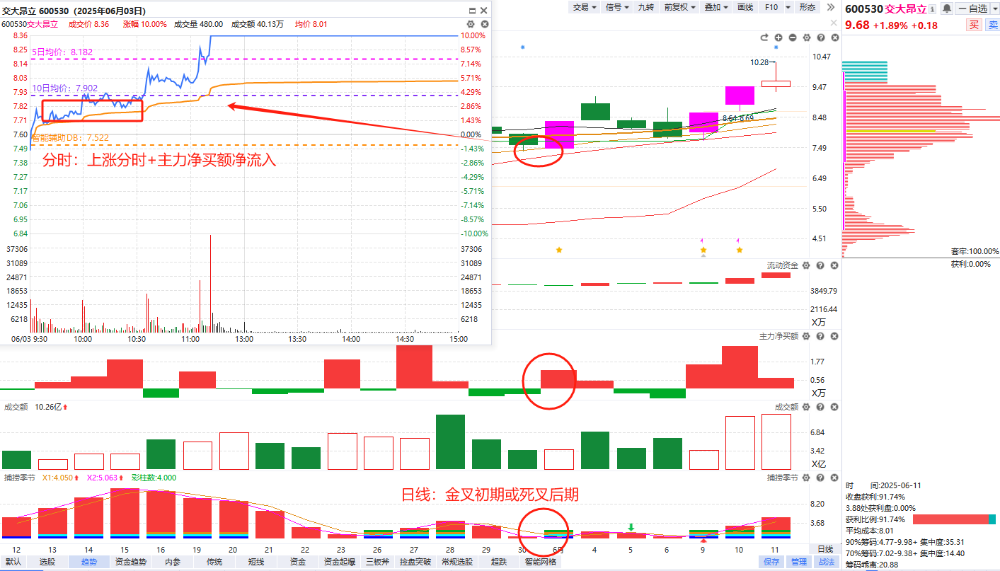 交大昂立 600530（2025年06月03日）
600530交大昂立 成交价 8.36 涨幅 10.00% 成交量 480.00 成交额 40.13万 均价 8.01
8.36 10.00%
8.25 8.57%
5日均价：8.182
8.14 7.14%
8.03 5.71%
10日均价：7.902
7.93 4.29%
7.82 2.86%
7.71 1.43%
7.60 0.00%
智能辅助DB：7.522
7.49 -1.43%
分时：上涨分时+主力净买额净流入
7.38 -2.86%
7.27 -4.29%
7.17 -5.71%
7.06 -7.14%
6.95 -8.57%
6.84 -10.00%
37306 37306
31089 31089
24871 24871
18653 18653
12435 12435
6218 6218
06/03 9:30 10:00 10:30 11:00 13:00 13:30 14:00 14:30 15:00
交易 信号 九转 前复权 叠加 画线 F10 形态
10.28
8.64-8.69
10.47
9.47
8.48
7.49
6.49
5.50
4.51
流动资金
3849.79
2116.44
X万
主力净买额
1.77
0.56
X万
成交额 10.26亿 成交额
6.84
3.42
X亿
捕捞季节 X1:4.050 X2:5.063 彩柱数:4.000 捕捞季节
日线：金叉初期或死叉后期
8.20
3.68
12 13 14 15 16 19 20 21 22 23 26 27 28 29 30 6月 4 5 6 9 10 11 日线
默认 选股 趋势 资金趋势 内参 传统 短线 资金 资金起爆 三板斧 控盘突破 常规选股 超跌 智能网格 保存 管理 战法
600530交大昂立 自选
9.68 +1.89% +0.18 买 卖
套牢:100.00%
获利:0.00%
时 间:2025-06-11
收盘获利:91.74%
3.88处获利盘:0.00%
获利比例:91.74%
平均成本:8.01
90%筹码:4.77-9.98+ 集中度:35.31
70%筹码:7.02-9.38+ 集中度:14.40
筹码乖离:20.88